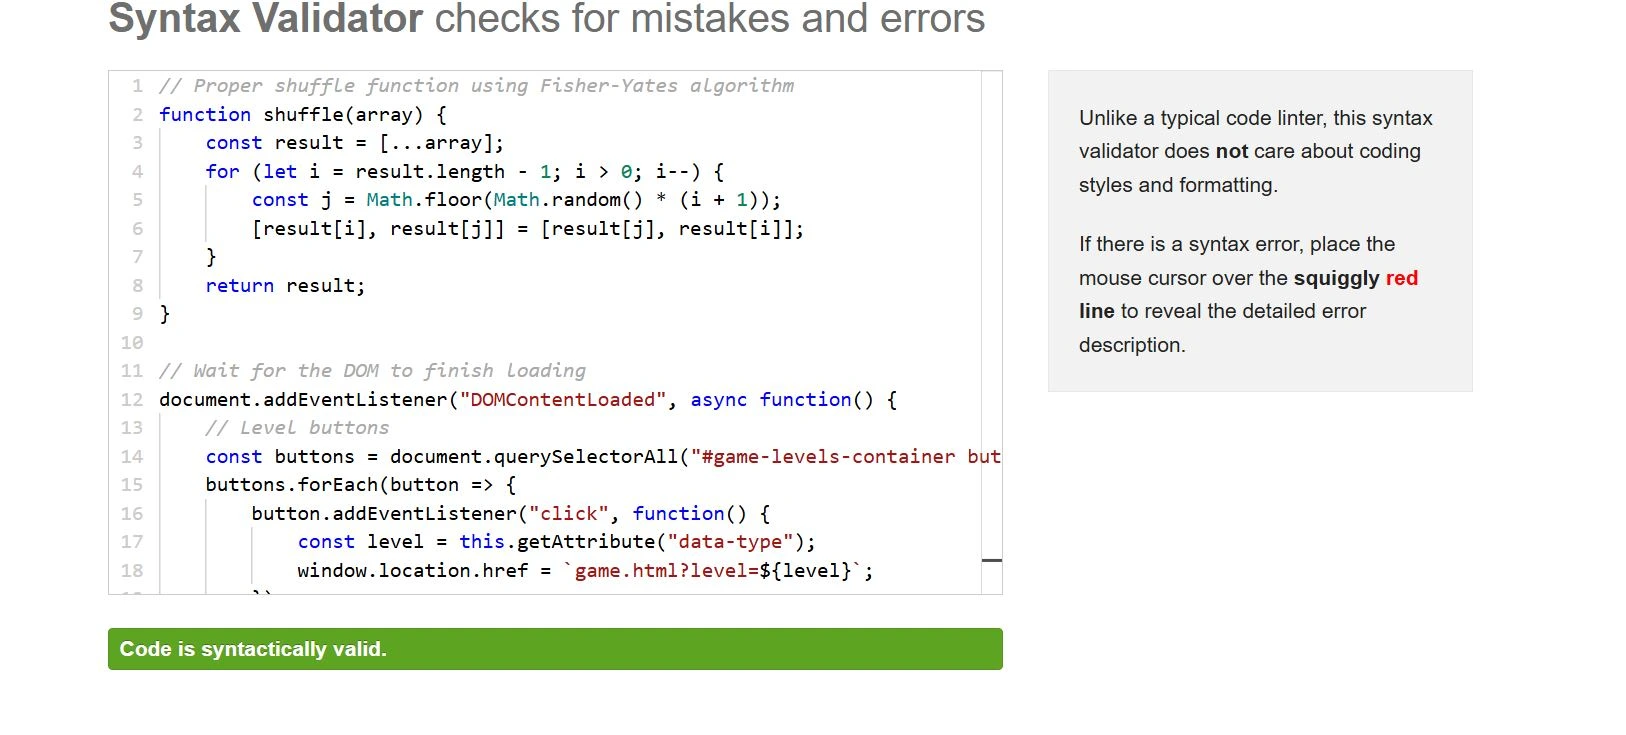 Syntax Validator checks for mistakes and errors
1 // Proper shuffle function using Fisher-Yates algorithm
2 function shuffle(array) {
3     const result = [...array];
4     for (let i = result.length - 1; i > 0; i--) {
5         const j = Math.floor(Math.random() * (i + 1));
6         [result[i], result[j]] = [result[j], result[i]];
7     }
8     return result;
9 }
10
11 // Wait for the DOM to finish loading
12 document.addEventListener("DOMContentLoaded", async function() {
13     // Level buttons
14     const buttons = document.querySelectorAll("#game-levels-container but
15     buttons.forEach(button => {
16         button.addEventListener("click", function() {
17             const level = this.getAttribute("data-type");
18             window.location.href = `game.html?level=${level}`;
Code is syntactically valid.
Unlike a typical code linter, this syntax
validator does not care about coding
styles and formatting.
If there is a syntax error, place the
mouse cursor over the squiggly red
line to reveal the detailed error
description.